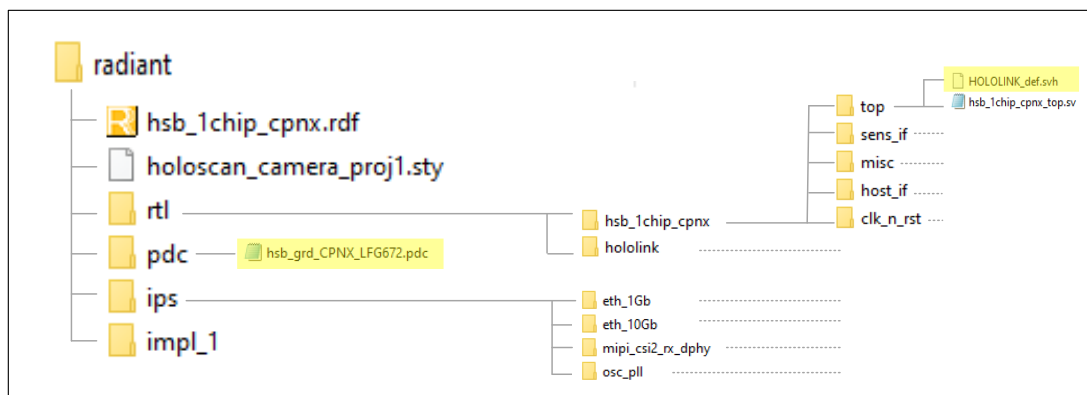 radiant
hsb_1chip_cpnx.rdf
holoscan_camera_proj1.sty
rtl
pdc
hsb_grd_CPNX_LFG672.pdc
ips
impl_1
hsb_1chip_cpnx
hololink
eth_1Gb
eth_10Gb
mipi_csi2_rx_dphy
osc_pll
top
sens_if
misc
host_if
clk_n_rst
HOLOLINK_def.svh
hsb_1chip_cpnx_top.sv